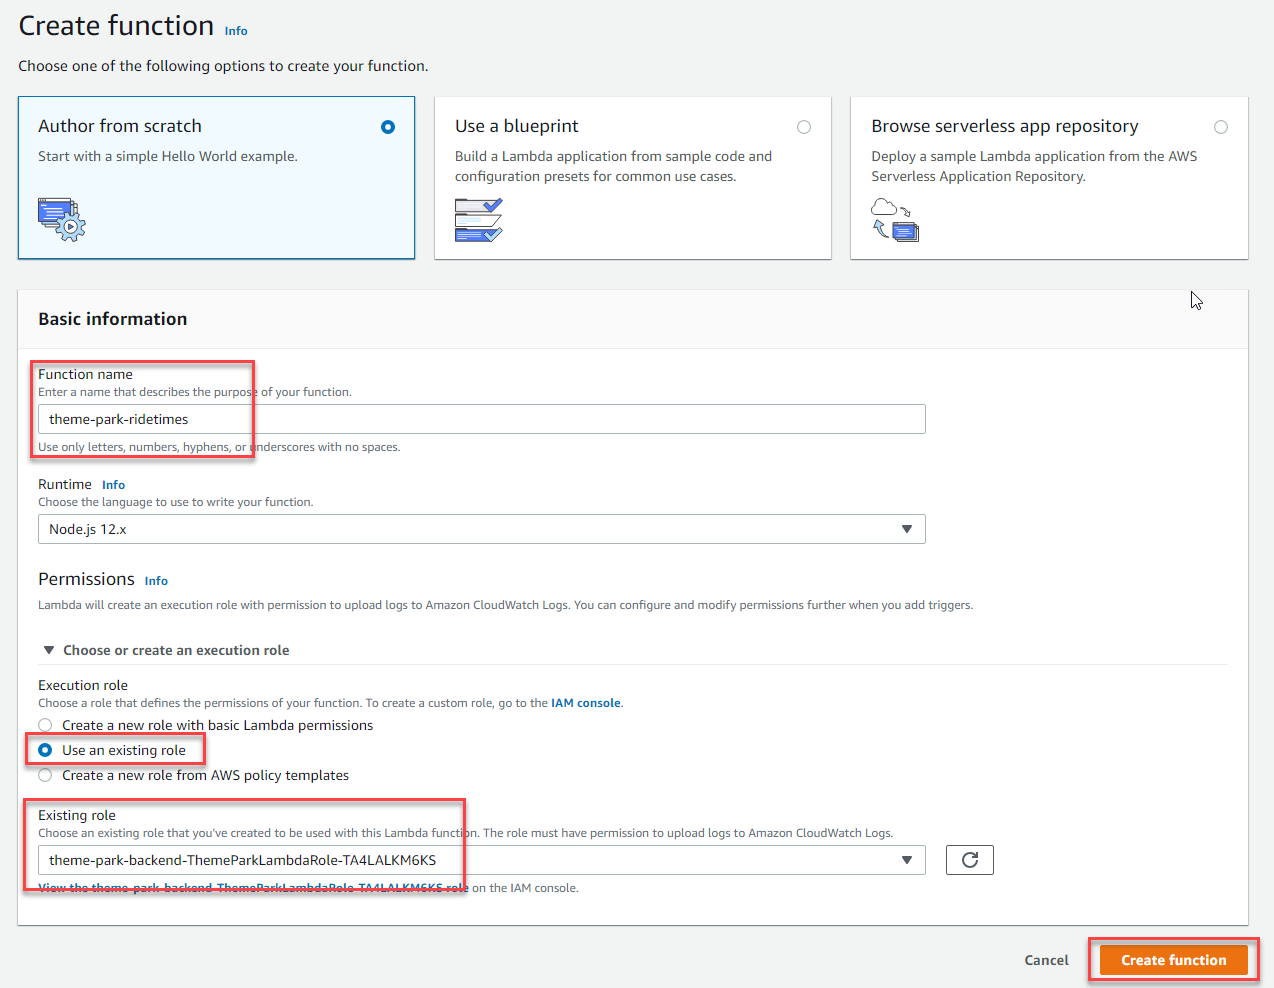 Create function Info
Choose one of the following options to create your function.
Author from scratch
Start with a simple Hello World example.
Use a blueprint
Build a Lambda application from sample code and
configuration presets for common use cases.
Browse serverless app repository
Deploy a sample Lambda application from the AWS
Serverless Application Repository.
Basic information
Function name
Enter a name that describes the purpose of your function.
theme-park-ridetimes
Use only letters, numbers, hyphens, or underscores with no spaces.
Runtime Info
Choose the language to use to write your function.
Node.js 12.x
Permissions Info
Lambda will create an execution role with permission to upload logs to Amazon CloudWatch Logs. You can configure and modify permissions further when you add triggers.
Choose or create an execution role
Execution role
Choose a role that defines the permissions of your function. To create a custom role, go to the IAM console.
Create a new role with basic Lambda permissions
Use an existing role
Create a new role from AWS policy templates
Existing role
Choose an existing role that you've created to be used with this Lambda function. The role must have permission to upload logs to Amazon CloudWatch Logs.
theme-park-backend-ThemeParkLambdaRole-TA4LALKM6KS
View the theme-park-backend-ThemeParkLambdaRole-TA4LALKM6KS role on the IAM console.
Cancel
Create function